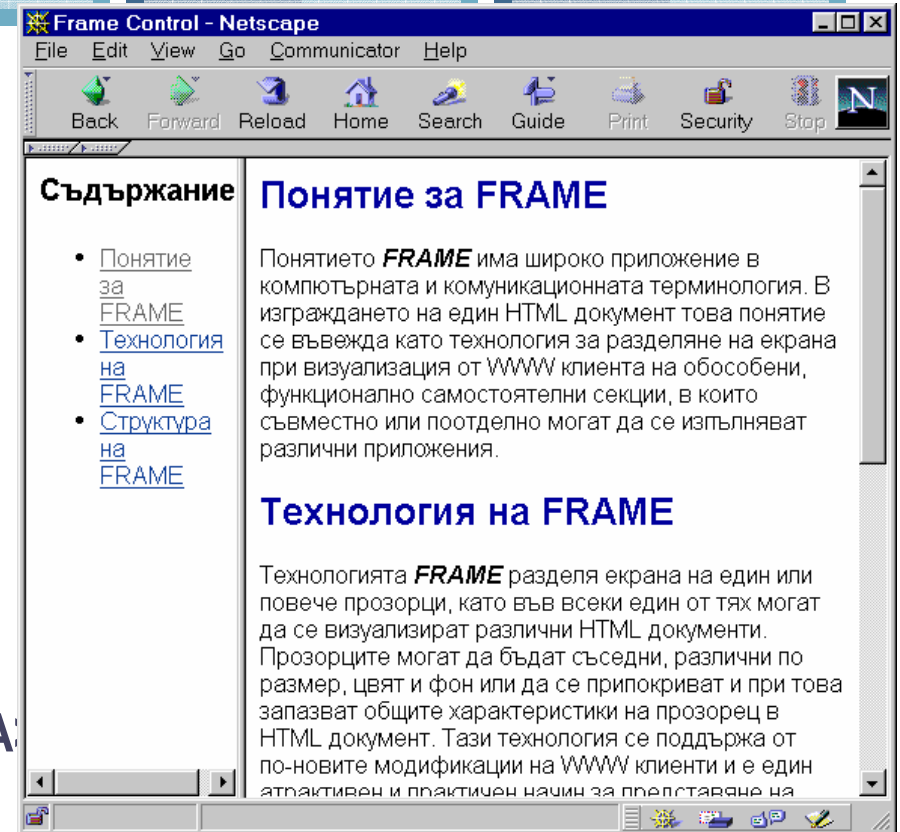 Frame Control - Netscape
File Edit View Go Communicator Help
Back Forward Reload Home Search Guide Print Security Stop
N
Съдържание
• Понятие
за
FRAME
• Технология
на
FRAME
• Структура
на
FRAME
Понятие за FRAME
Понятието FRAME има широко приложение в
компютърната и комуникационната терминология. В
изграждането на един HTML документ това понятие
се въвежда като технология за разделяне на екрана
при визуализация от WWW клиента на обособени,
функционално самостоятелни секции, в които
съвместно или поотделно могат да се изпълняват
различни приложения.
Технология на FRAME
Технологията FRAME разделя екрана на един или
повече прозорци, като във всеки един от тях могат
да се визуализират различни HTML документи.
Прозорците могат да бъдат съседни, различни по
размер, цвят и фон или да се припокриват и при това
запазват общите характеристики на прозорец в
HTML документ. Тази технология се поддържа от
по-новите модификации на WWW клиенти и е един
атрактивен и практичен начин за представяне на